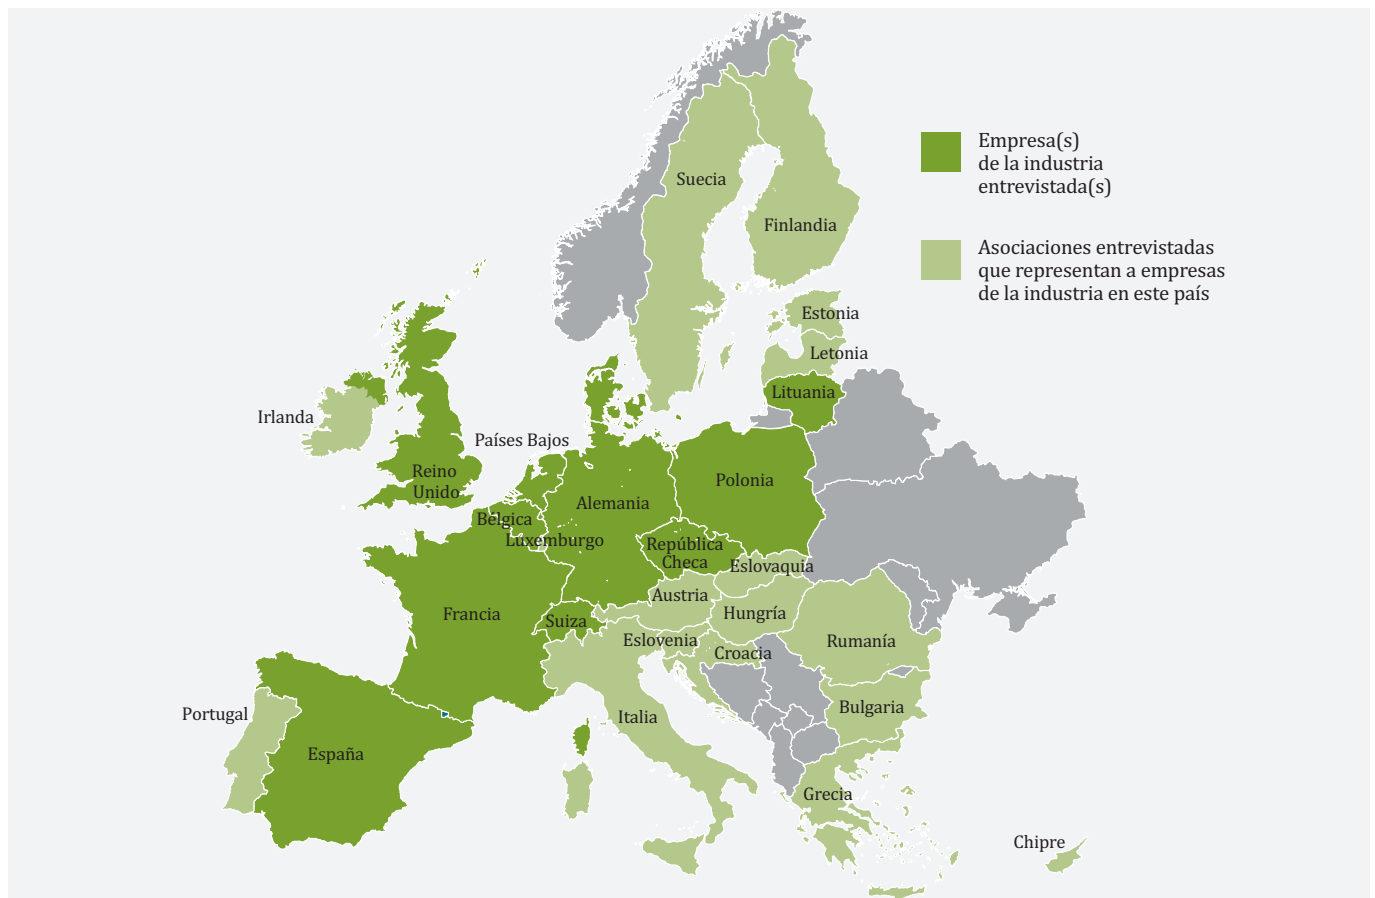 Empresa(s)
de la industria
entrevistada(s)
Suecia
Finlandia
Asociaciones entrevistadas
que representan a empresas
de la industria en este país
Estonia
Letonia
Lituania
Irlanda
Países Bajos
Reino
Unido
Polonia
Alemania
Bélgica
Luxemburgo
República
Checa
Eslovaquia
Austria
Francia
Suiza
Hungría
Eslovenia
Rumanía
Croacia
Portugal
Italia
Bulgaria
España
Grecia
Chipre